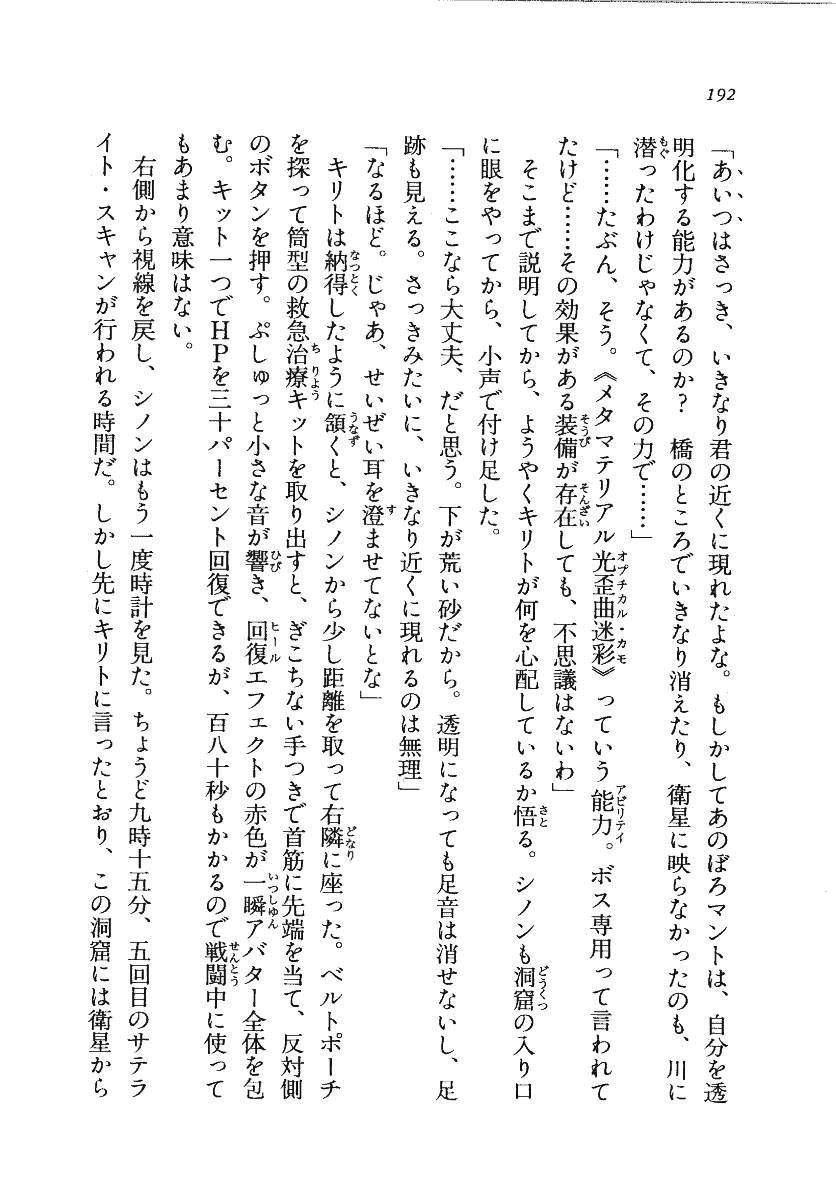 192
「あいつはさっき、いきなり君の近くに現れたよな。もしかしてあのぼろマントは、自分を透
明化する能力があるのか？　橋のところでいきなり消えたり、衛星に映らなかったのも、川に
潜ったわけじゃなくて、その力で……」
「……たぶん、そう。《メタマテリアル光歪曲迷彩》っていう能力。ボス専用って言われて
たけど……その効果がある装備が存在しても、不思議はないわ」
　そこまで説明してから、ようやくキリトが何を心配しているか悟る。シノンも洞窟の入り口
に眼をやってから、小声で付け足した。
「……ここなら大丈夫、だと思う。下が荒い砂だから。透明になっても足音は消せないし、足
跡も見える。さっきみたいに、いきなり近くに現れるのは無理」
「なるほど。じゃあ、せいぜい耳を澄ませてないとな」
　キリトは納得したように頷くと、シノンから少し距離を取って右隣に座った。ベルトポーチ
を探って筒型の救急治療キットを取り出すと、ぎこちない手つきで首筋に先端を当て、反対側
のボタンを押す。ぷしゅっと小さな音が響き、回復エフェクトの赤色が一瞬アバター全体を包
む。キット一つでＨＰを三十パーセント回復できるが、百八十秒もかかるので戦闘中に使って
もあまり意味はない。
　右側から視線を戻し、シノンはもう一度時計を見た。ちょうど九時十五分、五回目のサテラ
イト・スキャンが行われる時間だ。しかし先にキリトに言ったとおり、この洞窟には衛星から